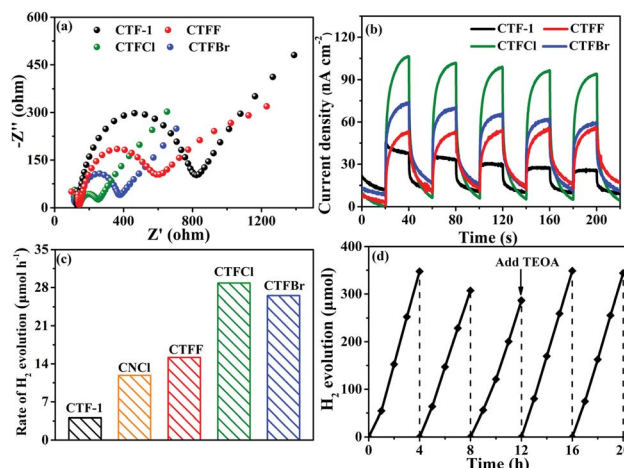 (a)
CTF-1
CTFF
CTFCl
CTFBr
-Z'' (ohm)
600
450
300
150
0
0
400
800
1200
Z' (ohm)
(b)
CTF-1
CTFF
CTFCl
CTFBr
Current density (nA cm⁻²)
120
90
60
30
0
0
40
80
120
160
200
Time (s)
(c)
Rate of H₂ evolution (μmol h⁻¹)
35
28
21
14
7
0
CTF-1
CNCl
CTFF
CTFCl
CTFBr
(d)
Add TEOA
H₂ evolution (μmol)
400
300
200
100
0
0
4
8
12
16
20
Time (h)